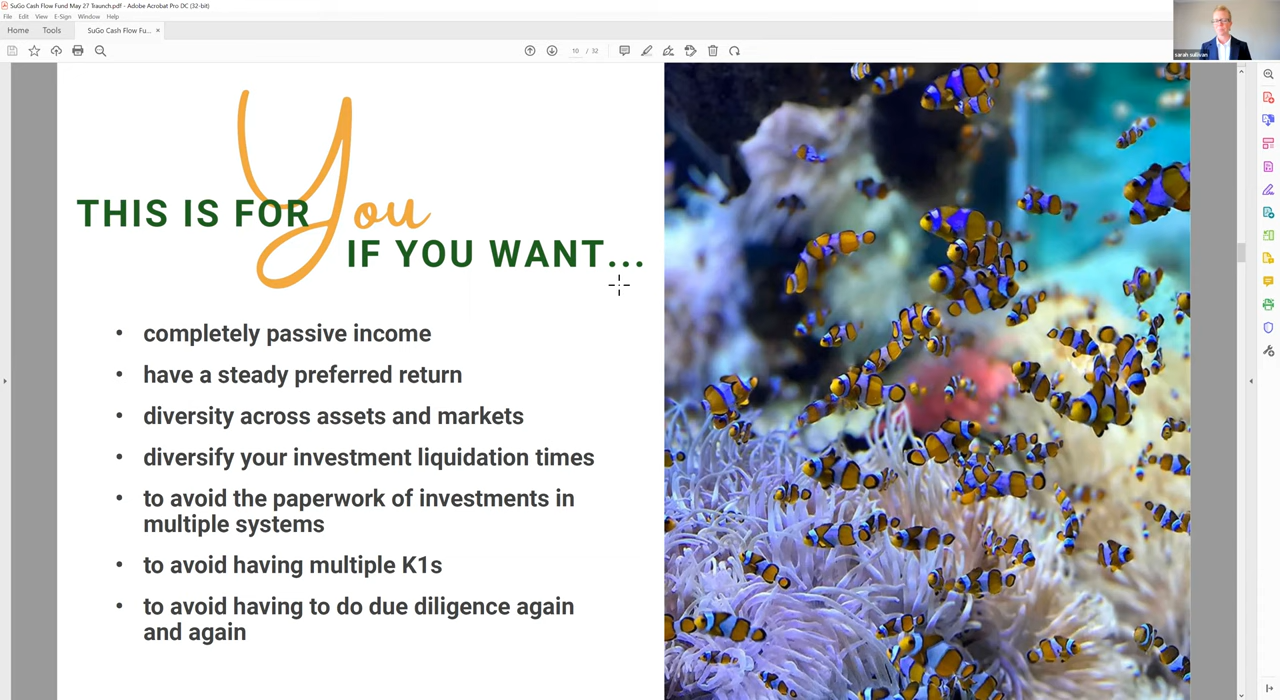 SuGo Cash Flow Fund May 27 Traunch.pdf - Adobe Acrobat Pro DC (32-bit)
File Edit View E-Sign Window Help
Home Tools SuGo Cash Flow Fu... ×
10 / 32
sarah sullivan
THIS IS FOR You
IF YOU WANT...
• completely passive income
• have a steady preferred return
• diversity across assets and markets
• diversify your investment liquidation times
• to avoid the paperwork of investments in
multiple systems
• to avoid having multiple K1s
• to avoid having to do due diligence again
and again